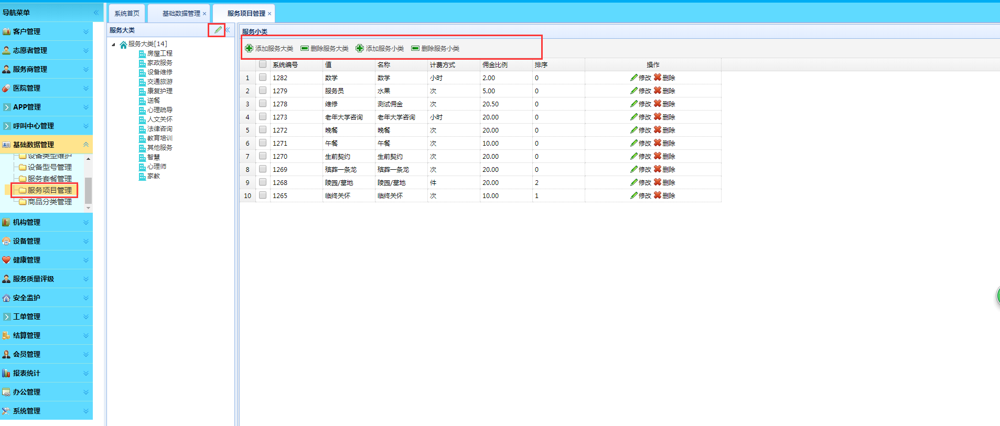 导航菜单
客户管理
志愿者管理
服务商管理
医院管理
APP管理
呼叫中心管理
基础数据管理
设备类型维护
设备型号管理
服务套餐管理
服务项目管理
商品分类管理
机构管理
设备管理
健康管理
服务质量评级
安全监护
工单管理
结算管理
会员管理
报表统计
办公管理
系统管理
系统首页 基础数据管理 服务项目管理
服务大类
服务大类[14]
房屋工程
家政服务
设备维修
交通旅游
康复护理
送餐
心理疏导
人文关怀
法律咨询
教育培训
其他服务
智慧
心理师
家教
服务小类
添加服务大类 删除服务大类 添加服务小类 删除服务小类
系统编号 值 名称 计费方式 佣金比例 排序 操作
1 1282 数学 数学 小时 2.00 0 修改 删除
2 1279 服务员 水果 次 5.00 0 修改 删除
3 1278 维修 测试佣金 次 20.50 0 修改 删除
4 1273 老年大学咨询 老年大学咨询 小时 20.00 0 修改 删除
5 1272 晚餐 晚餐 次 20.00 0 修改 删除
6 1271 午餐 午餐 次 10.00 0 修改 删除
7 1270 生前契约 生前契约 次 20.00 0 修改 删除
8 1269 殡葬一条龙 殡葬一条龙 次 20.00 0 修改 删除
9 1268 陵园/墓地 陵园/墓地 件 20.00 2 修改 删除
10 1265 临终关怀 临终关怀 次 10.00 1 修改 删除